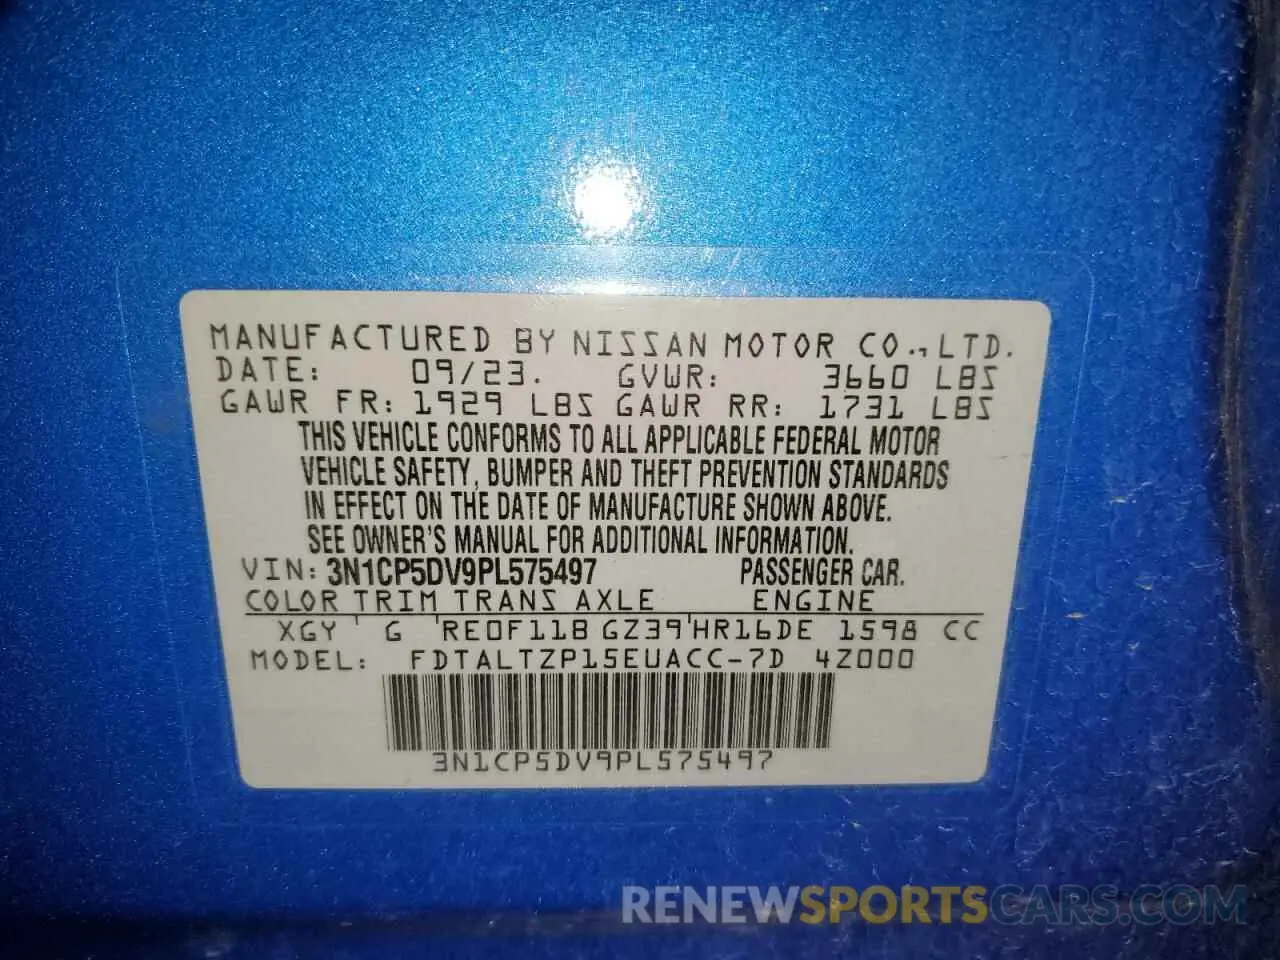 MANUFACTURED BY NISSAN MOTOR CO., LTD.
DATE: 09/23. GVWR: 3660 LBS
GAWR FR: 1929 LBS GAWR RR: 1731 LBS
THIS VEHICLE CONFORMS TO ALL APPLICABLE FEDERAL MOTOR
VEHICLE SAFETY, BUMPER AND THEFT PREVENTION STANDARDS
IN EFFECT ON THE DATE OF MANUFACTURE SHOWN ABOVE.
SEE OWNER'S MANUAL FOR ADDITIONAL INFORMATION.
VIN: 3N1CP5DV9PL575497 PASSENGER CAR.
COLOR TRIM TRANS AXLE ENGINE
XGY ' G 'RE0F11B GZ39'HR16DE 1598 CC
MODEL: FDTALTZP15EUACC-7D 4Z000
3N1CP5DV9PL575497
RENEWSPORTSCARS.COM